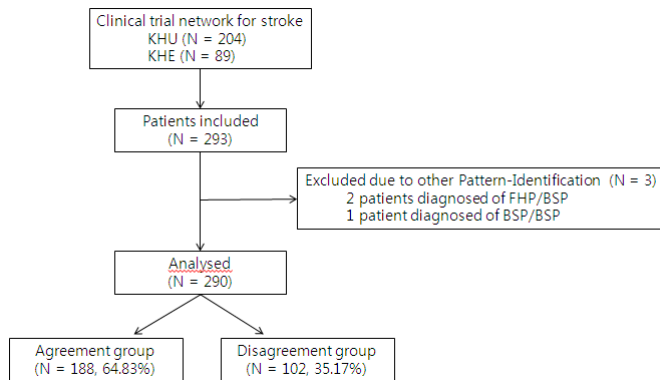 Clinical trial network for stroke
KHU (N = 204)
KHE (N = 89)
Patients included
(N = 293)
Excluded due to other Pattern-Identification (N = 3)
2 patients diagnosed of FHP/BSP
1 patient diagnosed of BSP/BSP
Analysed
(N = 290)
Agreement group
(N = 188, 64.83%)
Disagreement group
(N = 102, 35.17%)